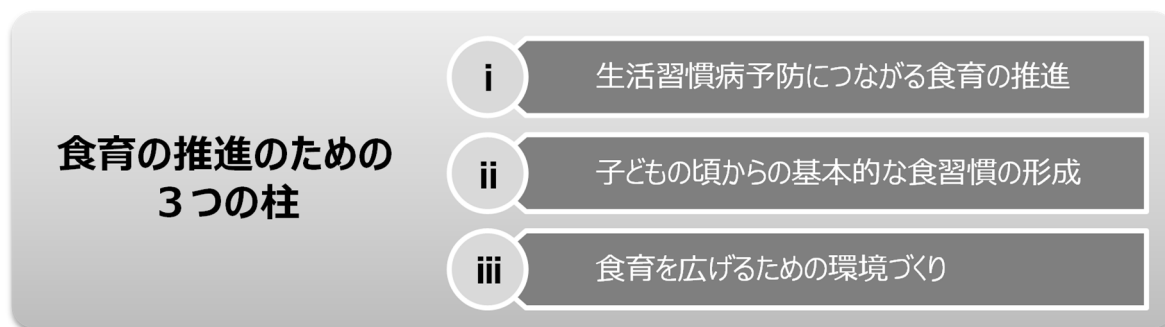 食育の推進のための
３つの柱
i
生活習慣病予防につながる食育の推進
ii
子どもの頃からの基本的な食習慣の形成
iii
食育を広げるための環境づくり